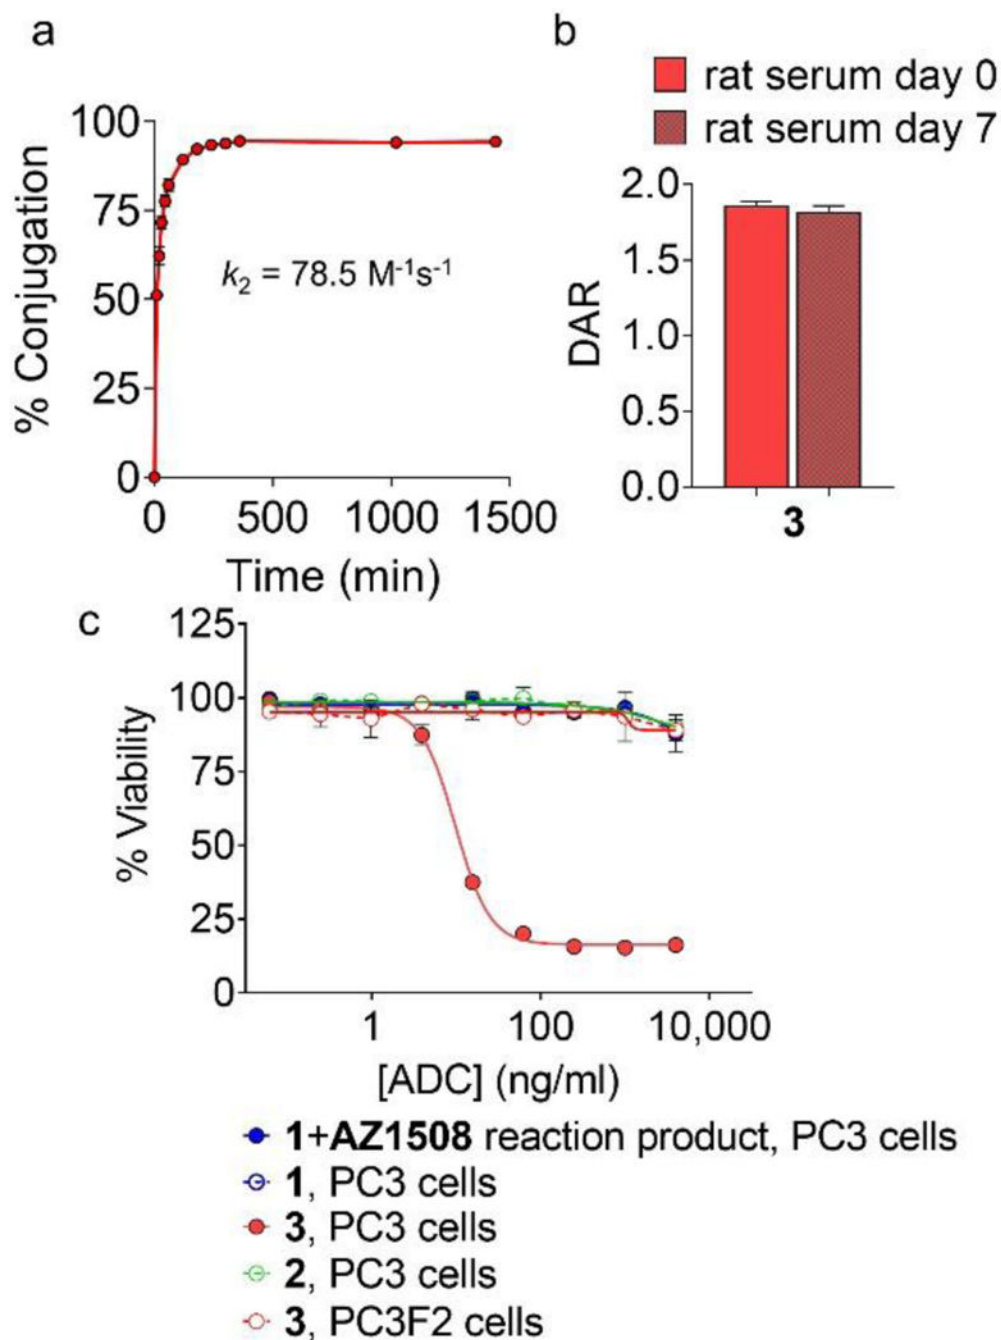 a
100
75
50
25
0
% Conjugation
k2 = 78.5 M-1s-1
0 500 1000 1500
Time (min)
b
rat serum day 0
rat serum day 7
2.0
1.5
1.0
0.5
0.0
DAR
3
c
125
100
75
50
25
0
% Viability
1 100 10,000
[ADC] (ng/ml)
1+AZ1508 reaction product, PC3 cells
1, PC3 cells
3, PC3 cells
2, PC3 cells
3, PC3F2 cells